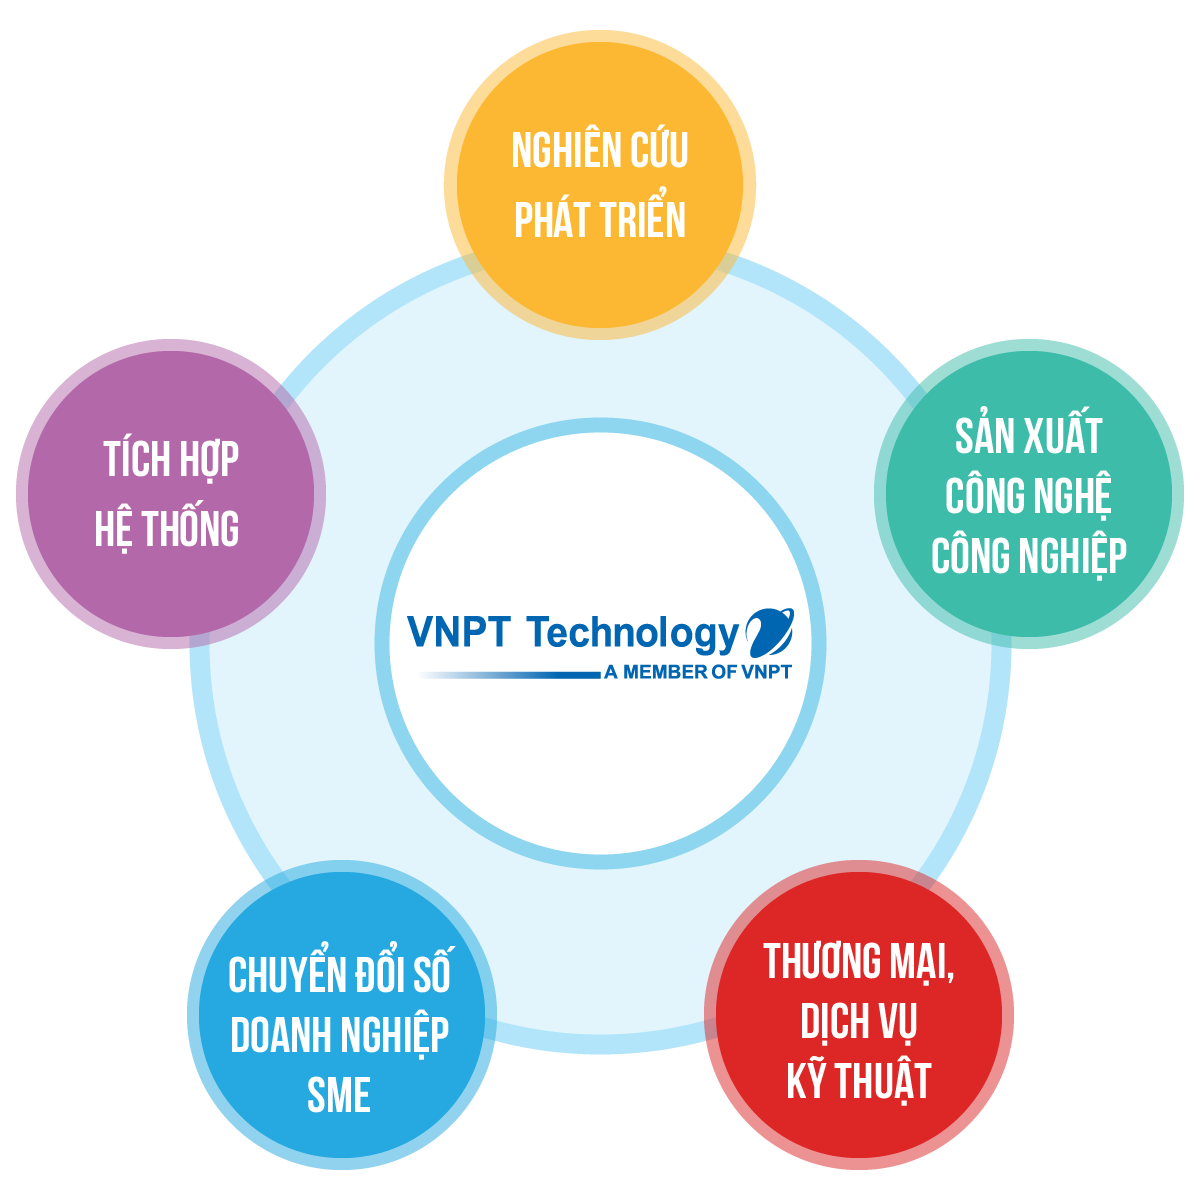 NGHIÊN CỨU
PHÁT TRIỂN
TÍCH HỢP
HỆ THỐNG
SẢN XUẤT
CÔNG NGHỆ
CÔNG NGHIỆP
VNPT Technology
A MEMBER OF VNPT
CHUYỂN ĐỔI SỐ
DOANH NGHIỆP
SME
THƯƠNG MẠI,
DỊCH VỤ
KỸ THUẬT